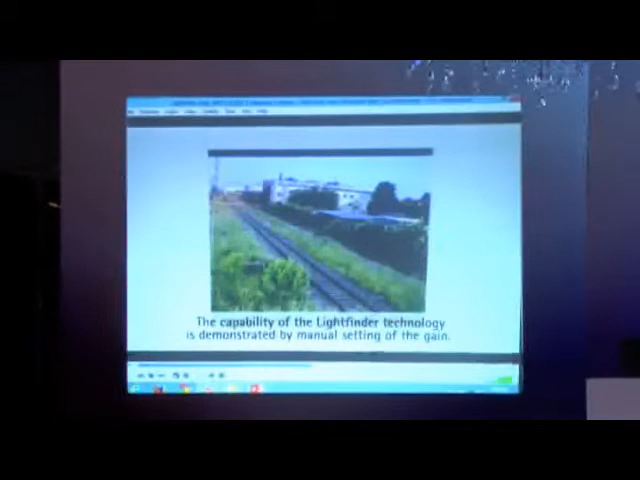 The capability of the Lightfinder technology
is demonstrated by manual setting of the gain.